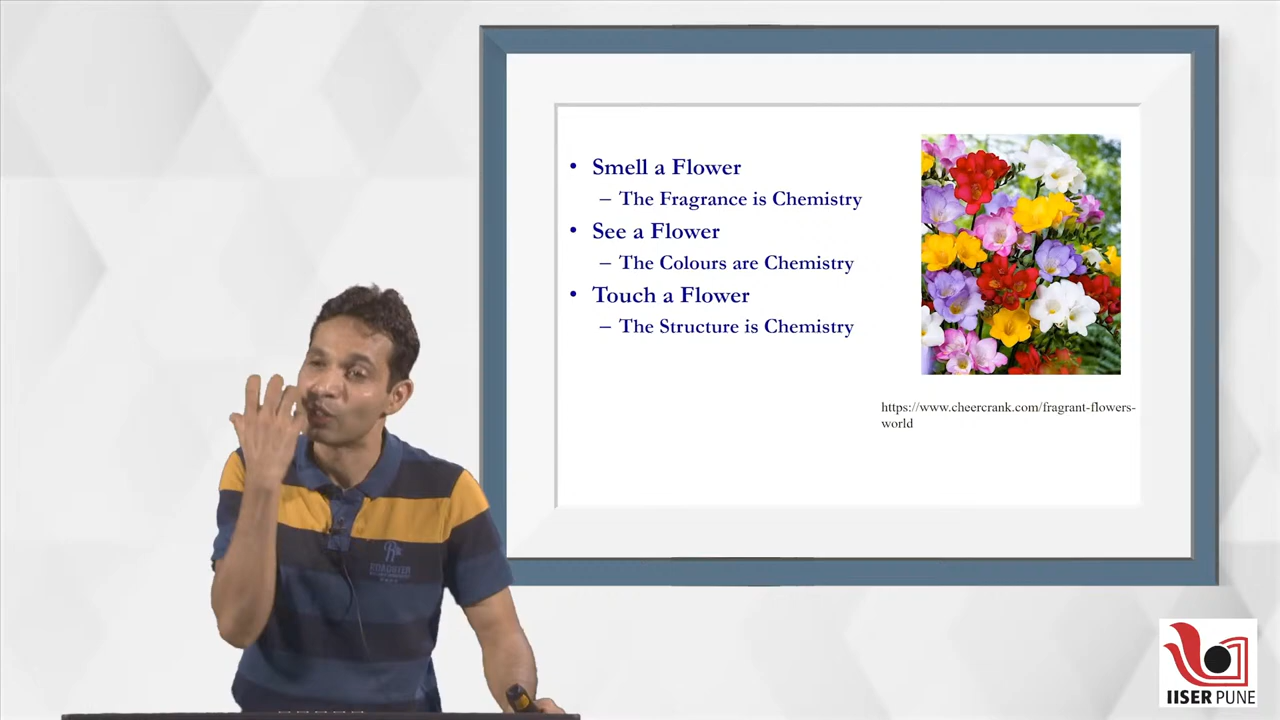 • Smell a Flower
– The Fragrance is Chemistry
• See a Flower
– The Colours are Chemistry
• Touch a Flower
– The Structure is Chemistry
https://www.cheercrank.com/fragrant-flowers-
world
IISER PUNE